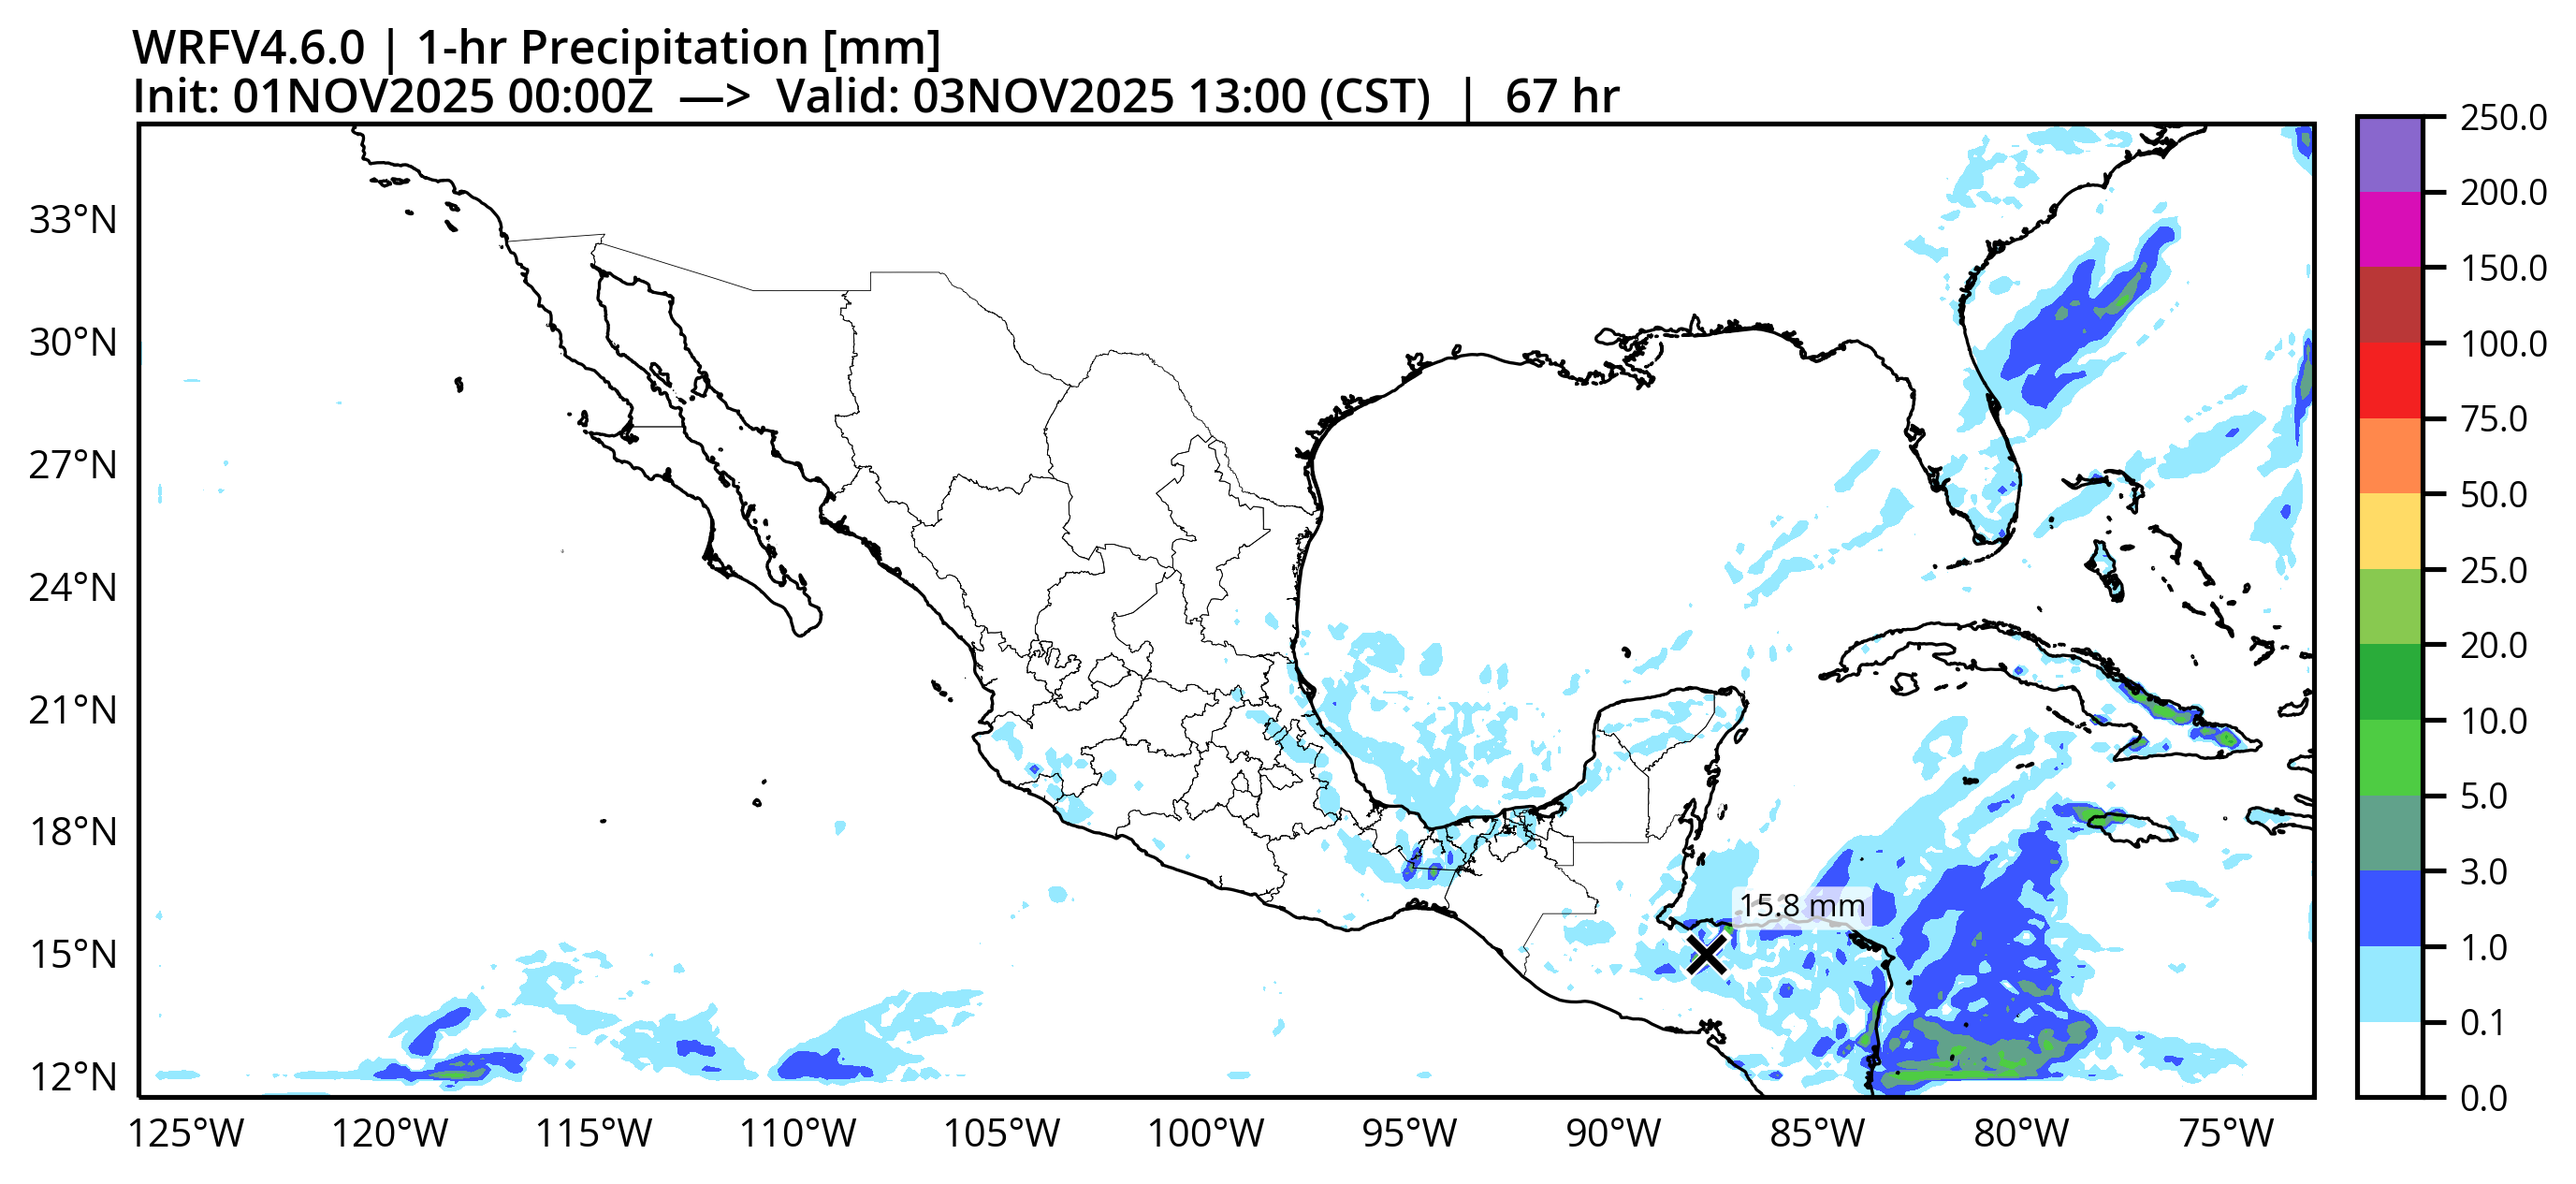 WRFV4.6.0 | 1-hr Precipitation [mm]
Init: 01NOV2025 00:00Z —> Valid: 03NOV2025 13:00 (CST) | 67 hr
33°N
30°N
27°N
24°N
21°N
18°N
15°N
12°N
15.8 mm
125°W
120°W
115°W
110°W
105°W
100°W
95°W
90°W
85°W
80°W
75°W
250.0
200.0
150.0
100.0
75.0
50.0
25.0
20.0
10.0
5.0
3.0
1.0
0.1
0.0